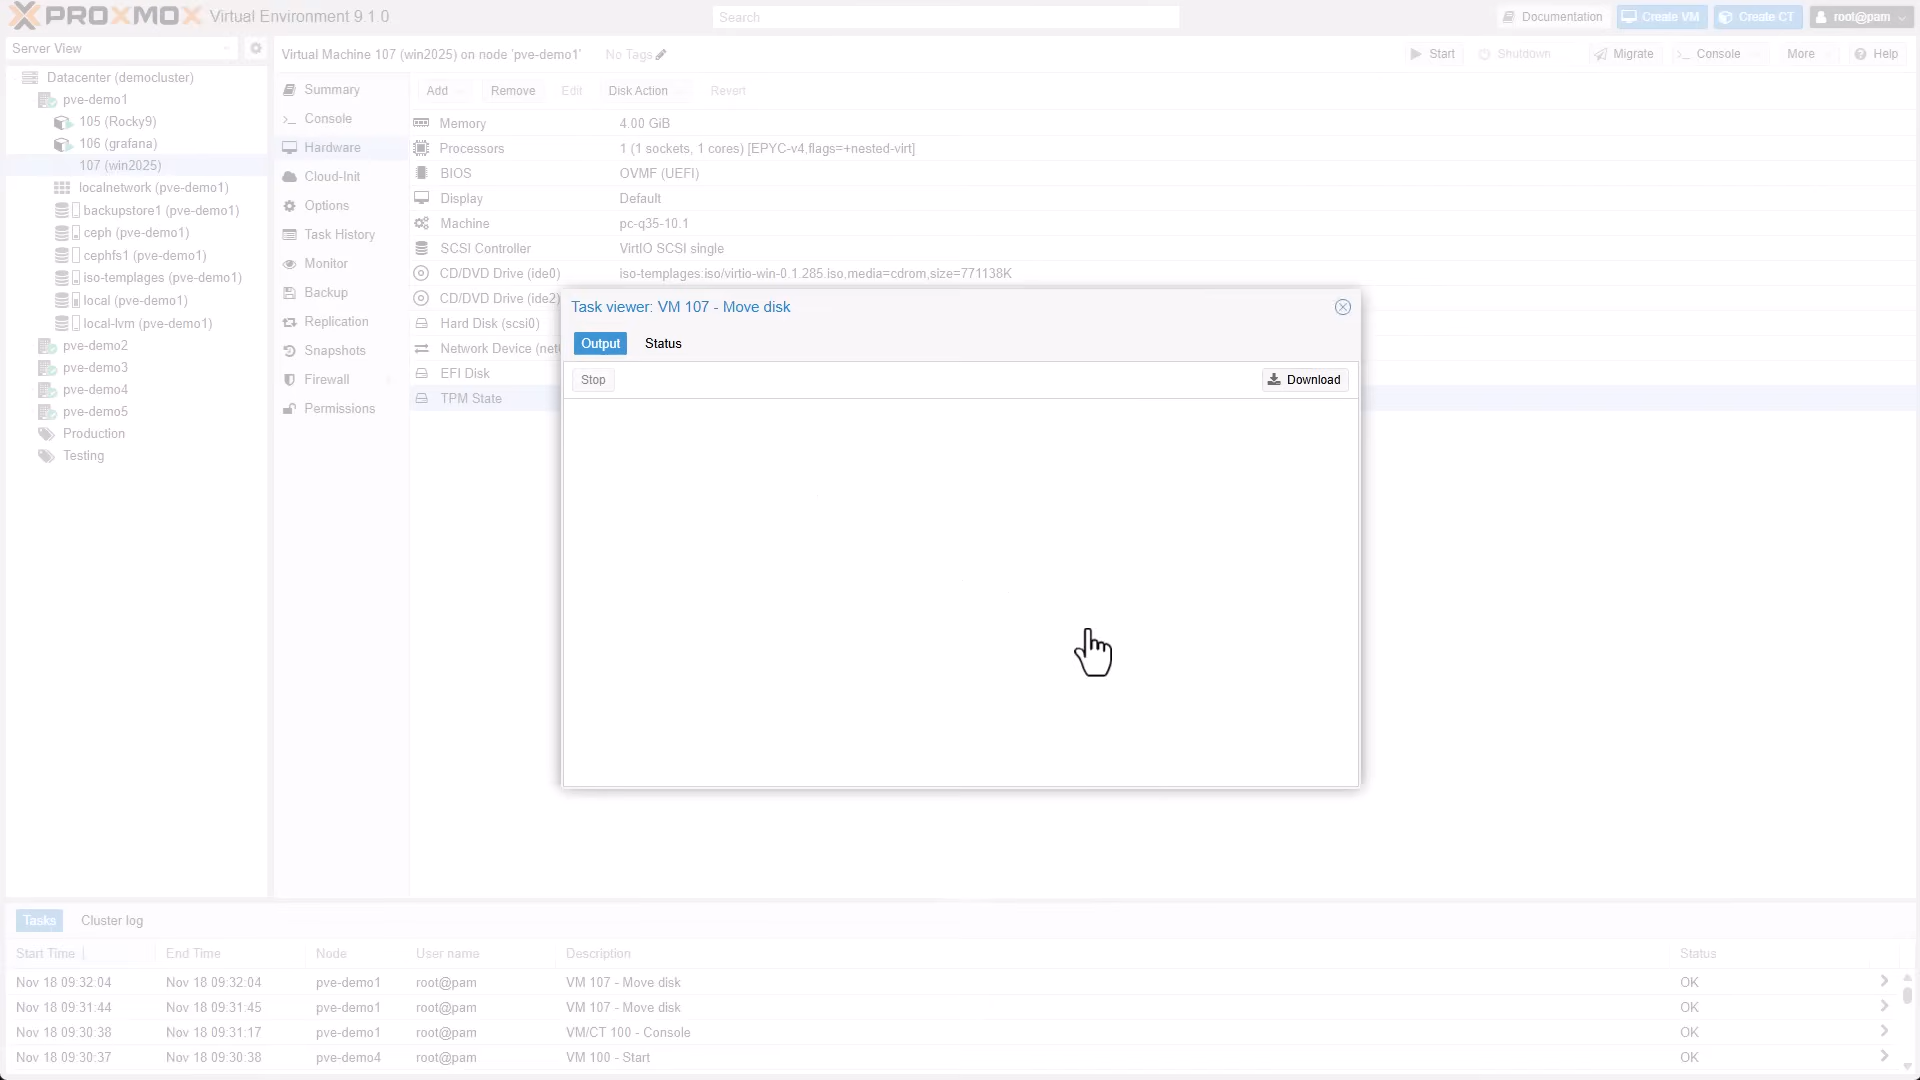 PROXMOX Virtual Environment 9.1.0
Search
Documentation
Create VM
Create CT
root@pam
Server View
Datacenter (democluster)
pve-demo1
105 (Rocky9)
106 (grafana)
107 (win2025)
localnetwork (pve-demo1)
backupstore1 (pve-demo1)
ceph (pve-demo1)
cephfs1 (pve-demo1)
iso-templates (pve-demo1)
local (pve-demo1)
local-lvm (pve-demo1)
pve-demo2
pve-demo3
pve-demo4
pve-demo5
Production
Testing
Virtual Machine 107 (win2025) on node 'pve-demo1'
No Tags
Start
Shutdown
Migrate
Console
More
Help
Summary
Console
Hardware
Cloud-Init
Options
Task History
Monitor
Backup
Replication
Snapshots
Firewall
Permissions
Add
Remove
Edit
Disk Action
Revert
Memory 4.00 GiB
Processors 1 (1 sockets, 1 cores) [EPYC-v4,flags=+nested-virt]
BIOS OVMF (UEFI)
Display Default
Machine pc-q35-10.1
SCSI Controller VirtIO SCSI single
CD/DVD Drive (ide0) iso-templates:iso/virtio-win-0.1.285.iso,media=cdrom,size=771138K
CD/DVD Drive (ide2)
Hard Disk (scsi0)
Network Device (net
EFI Disk
TPM State
Task viewer: VM 107 - Move disk
Output
Status
Stop
Download
Tasks
Cluster log
Start Time End Time Node User name Description Status
Nov 18 09:32:04 Nov 18 09:32:04 pve-demo1 root@pam VM 107 - Move disk OK
Nov 18 09:31:44 Nov 18 09:31:45 pve-demo1 root@pam VM 107 - Move disk OK
Nov 18 09:30:38 Nov 18 09:31:17 pve-demo1 root@pam VM/CT 100 - Console OK
Nov 18 09:30:37 Nov 18 09:30:38 pve-demo4 root@pam VM 100 - Start OK